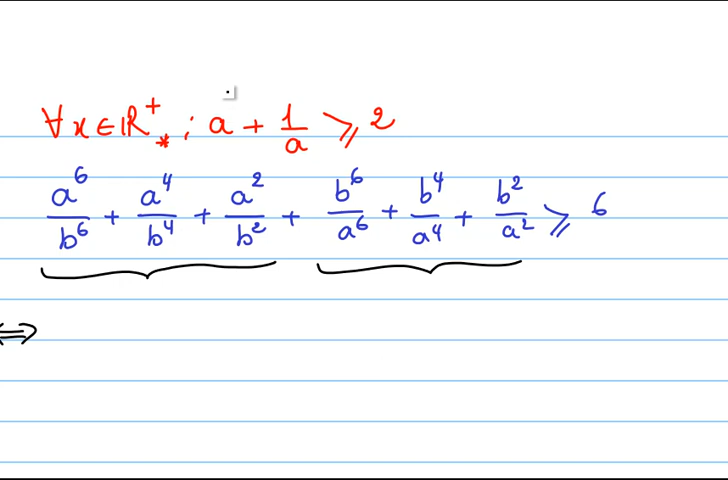 ∀x∈ℝ⁺* ; a + 1/a ⩾ 2
a⁶/b⁶ + a⁴/b⁴ + a²/b² + b⁶/a⁶ + b⁴/a⁴ + b²/a² ⩾ 6
⇔